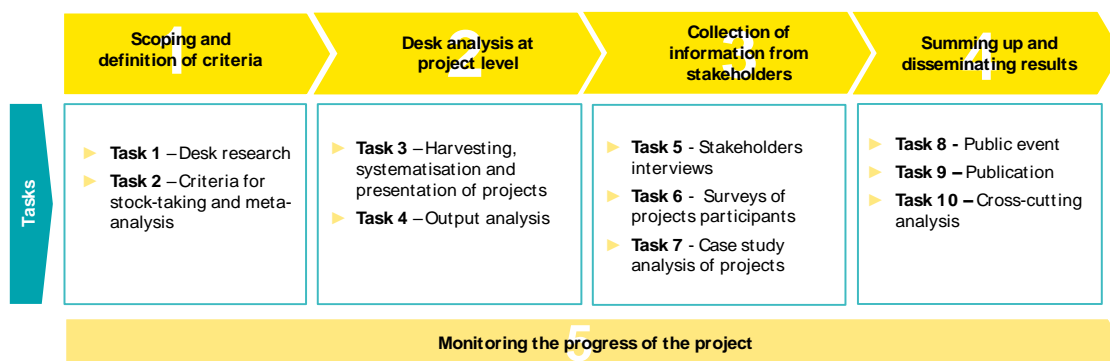 1
Scoping and
definition of criteria
2
Desk analysis at
project level
3
Collection of
information from
stakeholders
4
Summing up and
disseminating results
Tasks
Task 1 – Desk research
Task 2 – Criteria for
stock-taking and meta-
analysis
Task 3 – Harvesting,
systematisation and
presentation of projects
Task 4 – Output analysis
Task 5 - Stakeholders
interviews
Task 6 - Surveys of
projects participants
Task 7 - Case study
analysis of projects
Task 8 - Public event
Task 9 – Publication
Task 10 – Cross-cutting
analysis
5
Monitoring the progress of the project